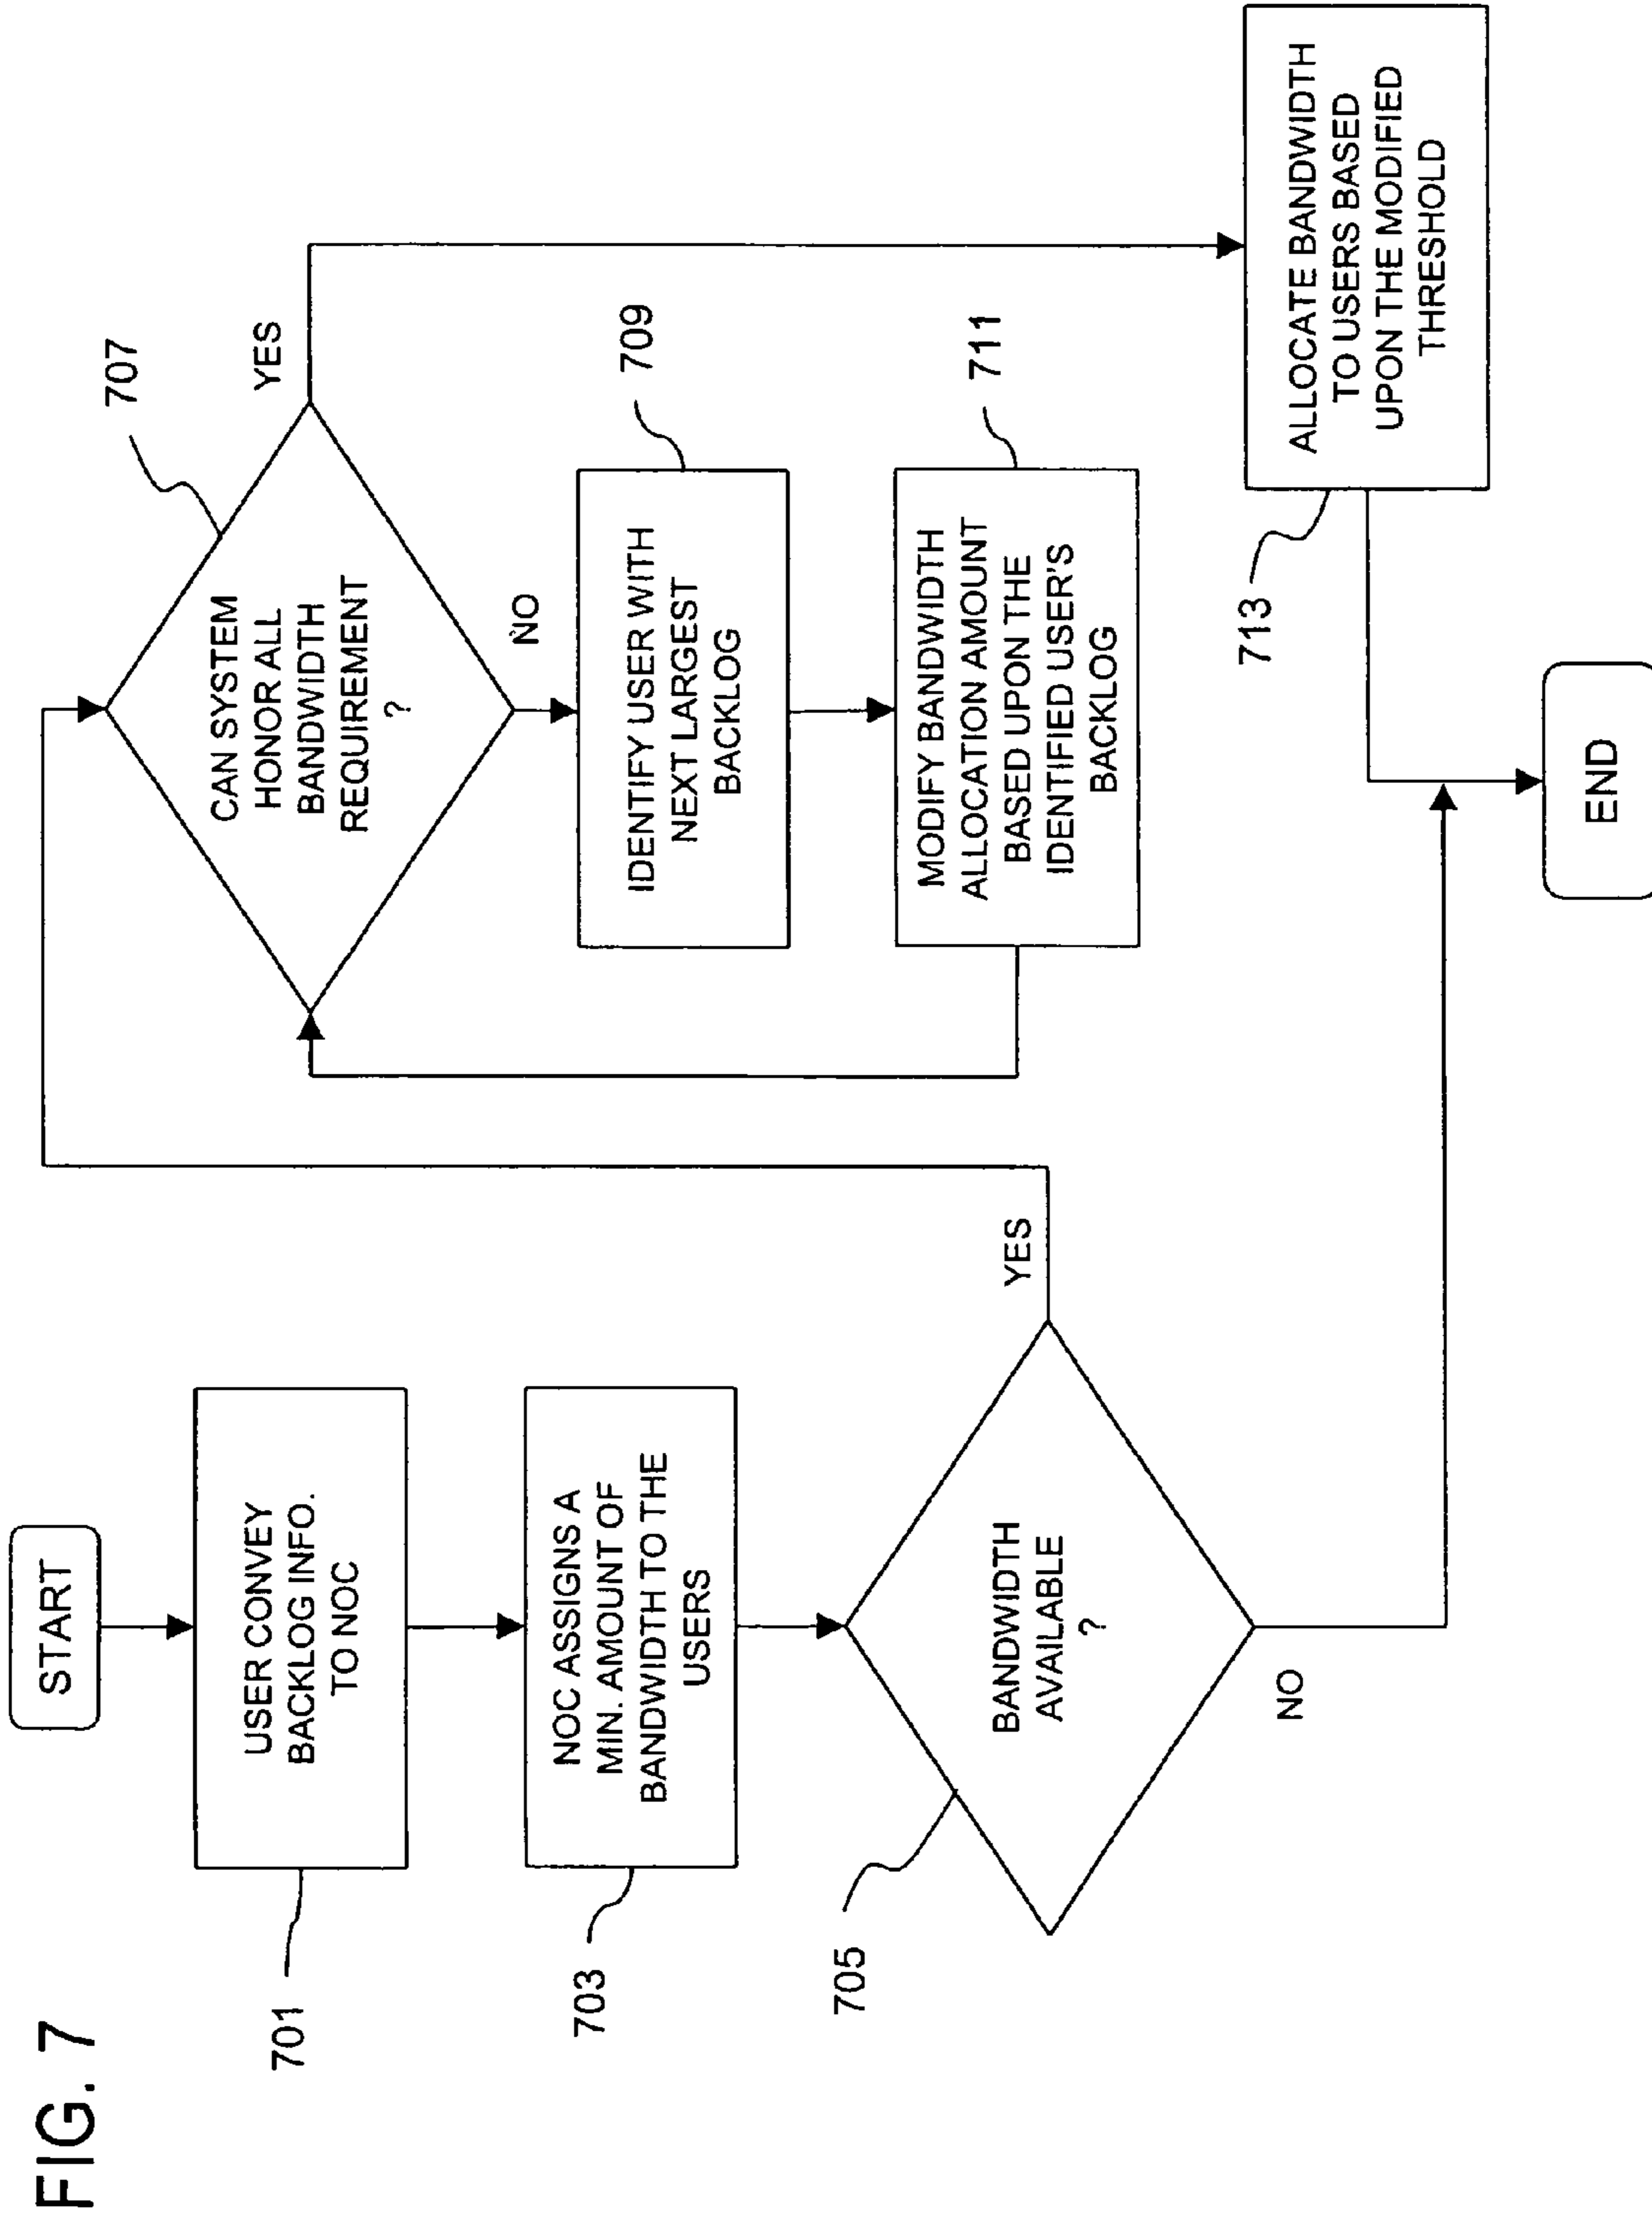 FIG. 7
START
USER CONVEY
BACKLOG INFO.
TO NOC
701
NOC ASSIGNS A
MIN. AMOUNT OF
BANDWIDTH TO THE
USERS
703
BANDWIDTH
AVAILABLE
?
705
YES
NO
CAN SYSTEM
HONOR ALL
BANDWIDTH
REQUIREMENT
?
707
YES
NO
IDENTIFY USER WITH
NEXT LARGEST
BACKLOG
709
MODIFY BANDWIDTH
ALLOCATION AMOUNT
BASED UPON THE
IDENTIFIED USER'S
BACKLOG
711
ALLOCATE BANDWIDTH
TO USERS BASED
UPON THE MODIFIED
THRESHOLD
713
END